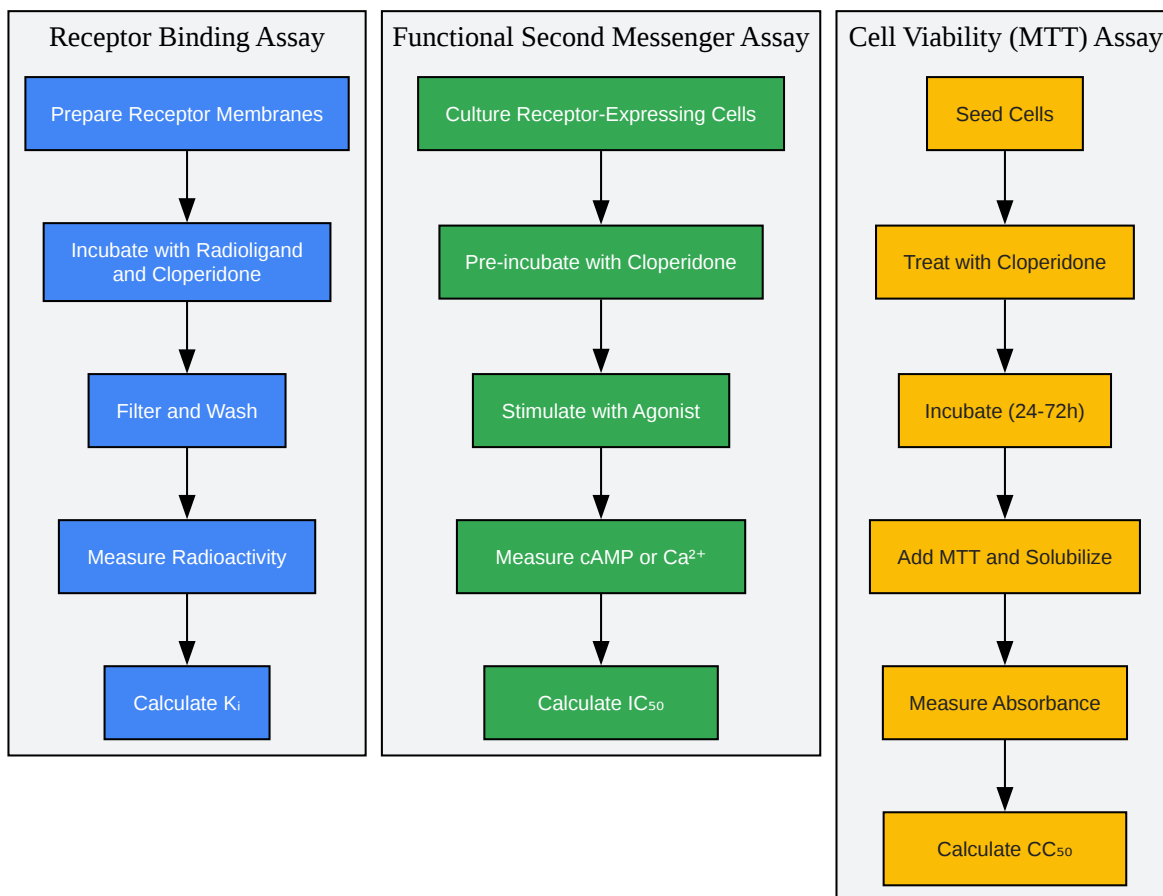 Receptor Binding Assay
Prepare Receptor Membranes
Incubate with Radioligand
and Cloperidone
Filter and Wash
Measure Radioactivity
Calculate Kᵢ
Functional Second Messenger Assay
Culture Receptor-Expressing Cells
Pre-incubate with Cloperidone
Stimulate with Agonist
Measure cAMP or Ca²⁺
Calculate IC₅₀
Cell Viability (MTT) Assay
Seed Cells
Treat with Cloperidone
Incubate (24-72h)
Add MTT and Solubilize
Measure Absorbance
Calculate CC₅₀